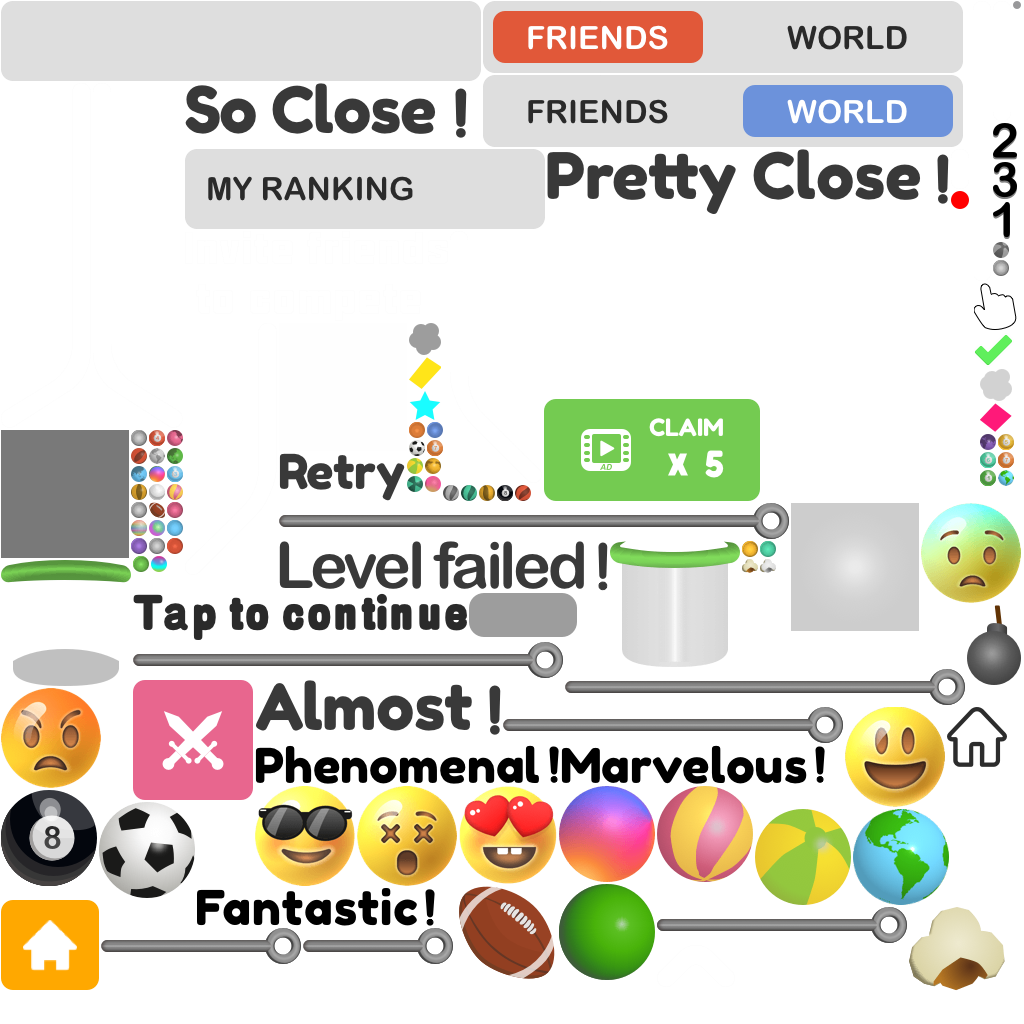 FRIENDS WORLD
So Close !
FRIENDS WORLD
MY RANKING
Pretty Close !
2
3
1
CLAIM
x 5
AD
Retry
Level failed !
Tap to continue
Almost !
Phenomenal !
Marvelous !
8
Fantastic !